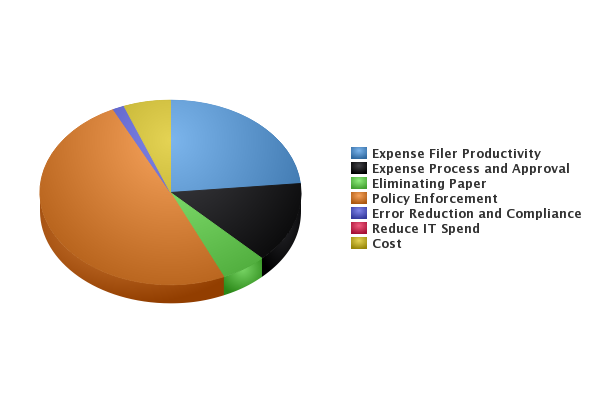 Expense Filer Productivity
Expense Process and Approval
Eliminating Paper
Policy Enforcement
Error Reduction and Compliance
Reduce IT Spend
Cost